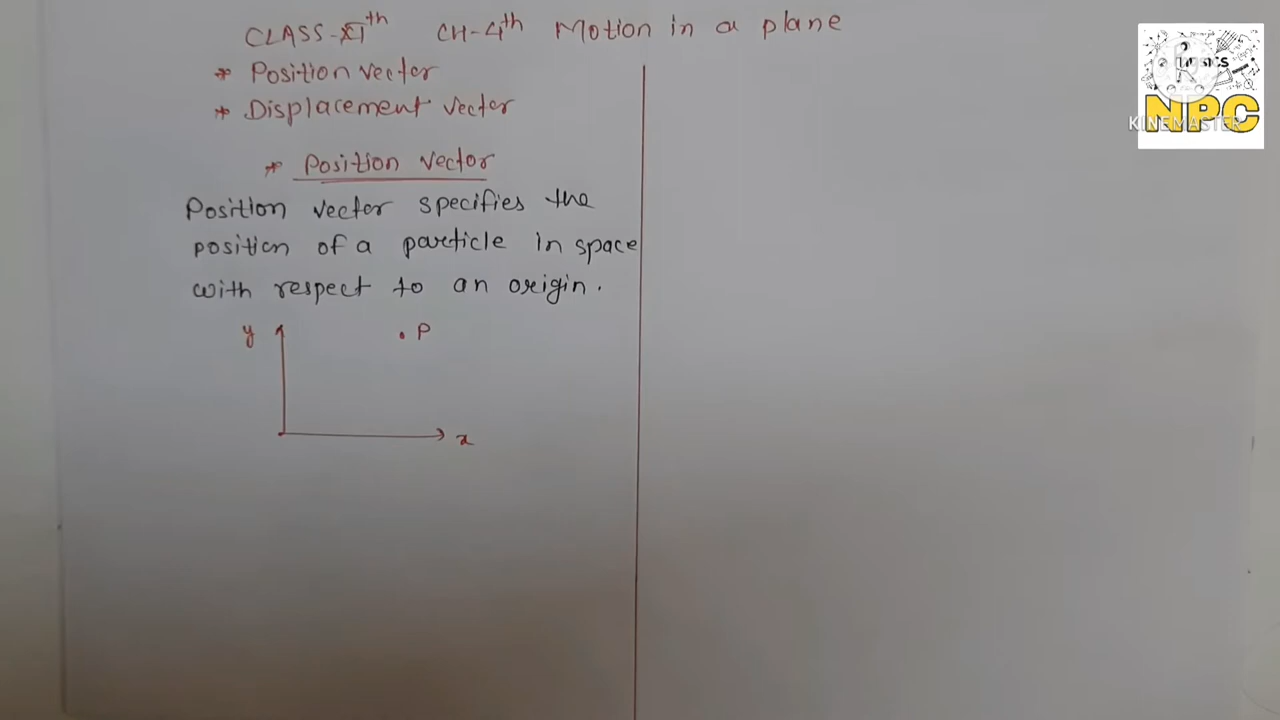 CLASS-XIth CH-4th Motion in a plane
* Position vector
* Displacement vector
* Position vector
Position vector specifies the
position of a particle in space
with respect to an origin.
y
. P
x
NPC
KINEMASTER